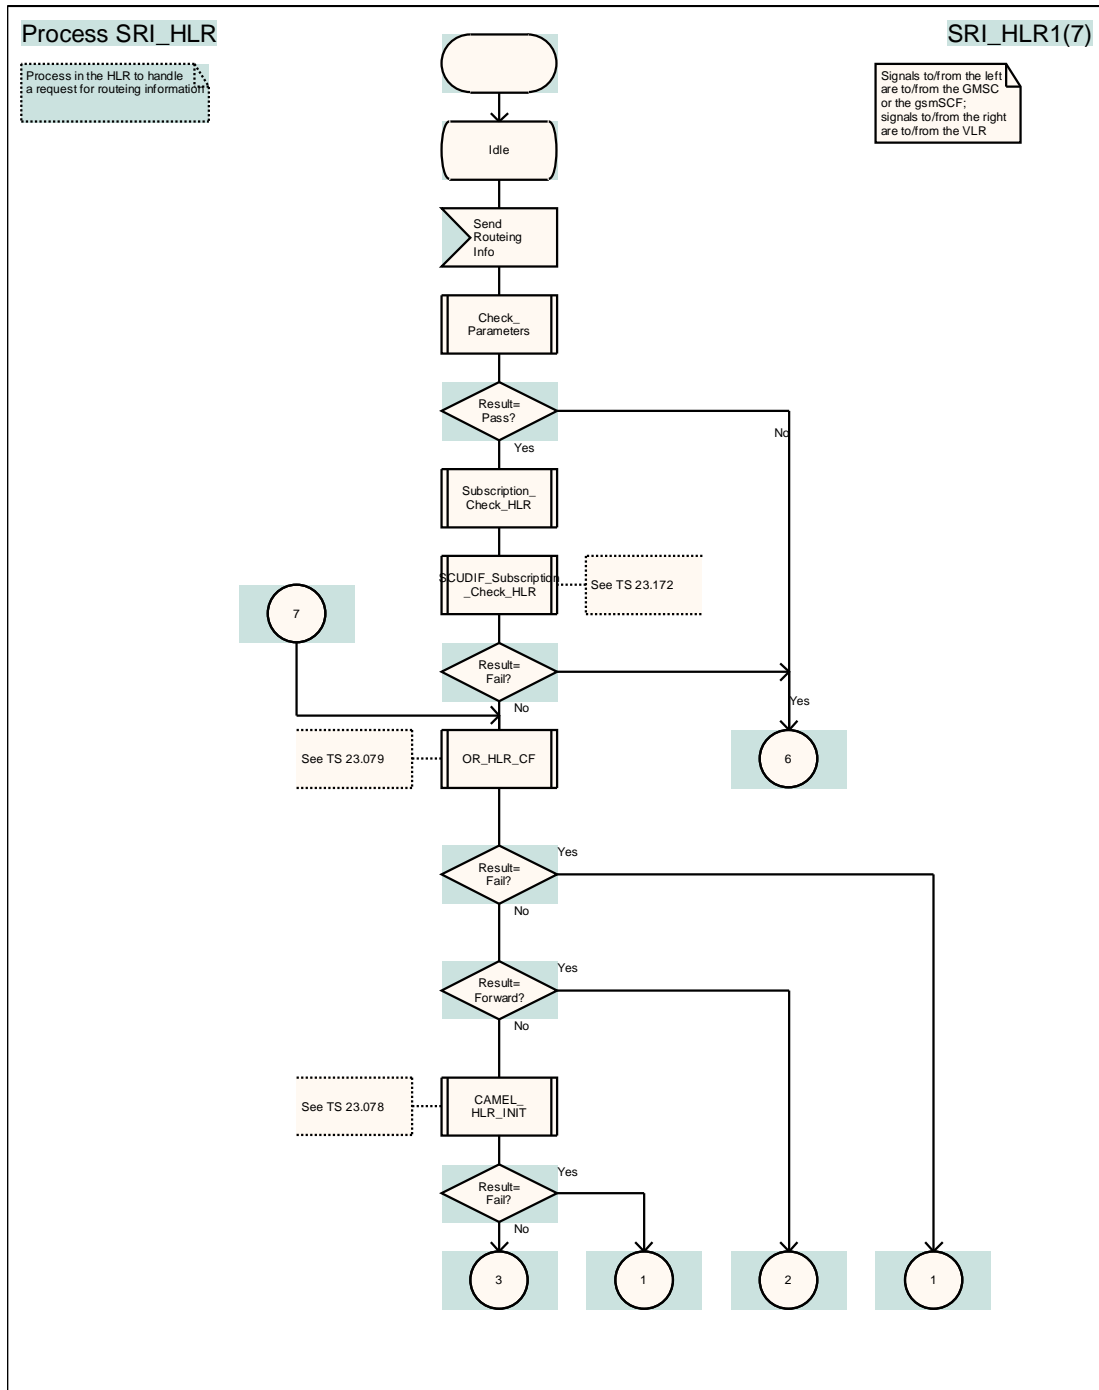 Process SRI_HLR
SRI_HLR1(7)
Process in the HLR to handle
a request for routeing information
Signals to/from the left
are to/from the GMSC
or the gsmSCF;
signals to/from the right
are to/from the VLR
Idle
Send
Routeing
Info
Check_
Parameters
Result=
Pass?
No
Yes
Subscription_
Check_HLR
SCUDIF_Subscription
_Check_HLR
See TS 23.172
7
Result=
Fail?
Yes
No
See TS 23.079
OR_HLR_CF
6
Yes
Result=
Fail?
No
Yes
Result=
Forward?
No
See TS 23.078
CAMEL_
HLR_INIT
Yes
Result=
Fail?
No
3
1
2
1